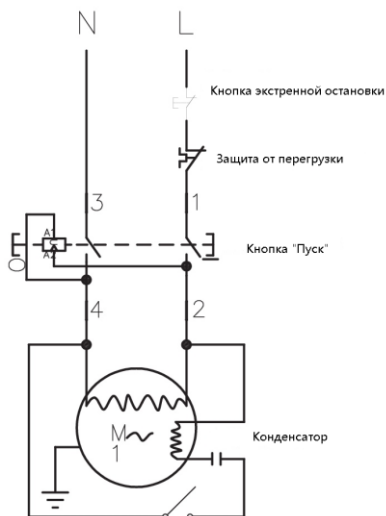 N L
Кнопка экстренной остановки
Защита от перегрузки
3 1
A1
A2
Кнопка "Пуск"
O
4 2
M
1
Конденсатор